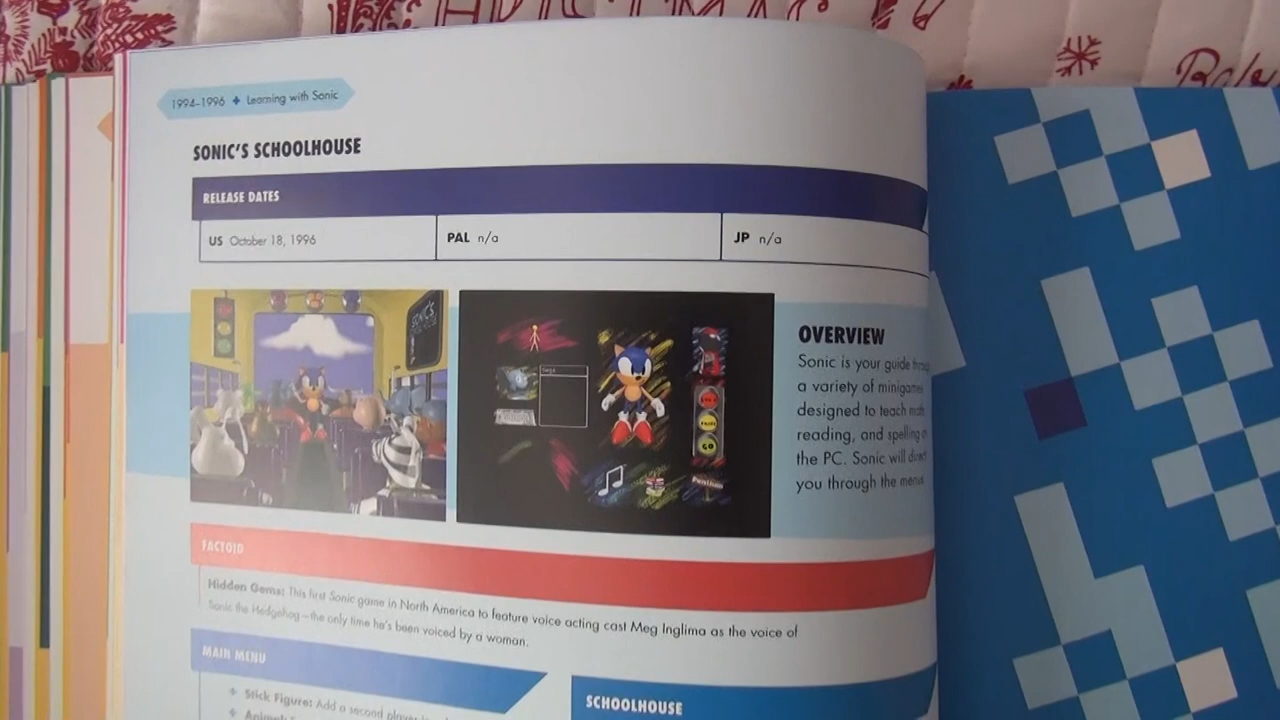 1994–1996 ✦ Learning with Sonic
SONIC'S SCHOOLHOUSE
RELEASE DATES
US October 18, 1996
PAL n/a
JP n/a
SONIC'S
OVERVIEW
Sonic is your guide
a variety of minigames
designed to teach
reading, and spelling
the PC. Sonic will
you through the
GO
FACTOID
Hidden Gems: This first Sonic game in North America to feature voice acting cast Meg Inglima as the voice of
Sonic the Hedgehog—the only time he's been voiced by a woman.
MAIN MENU
✦ Stick Figure: Add a second
SCHOOLHOUSE